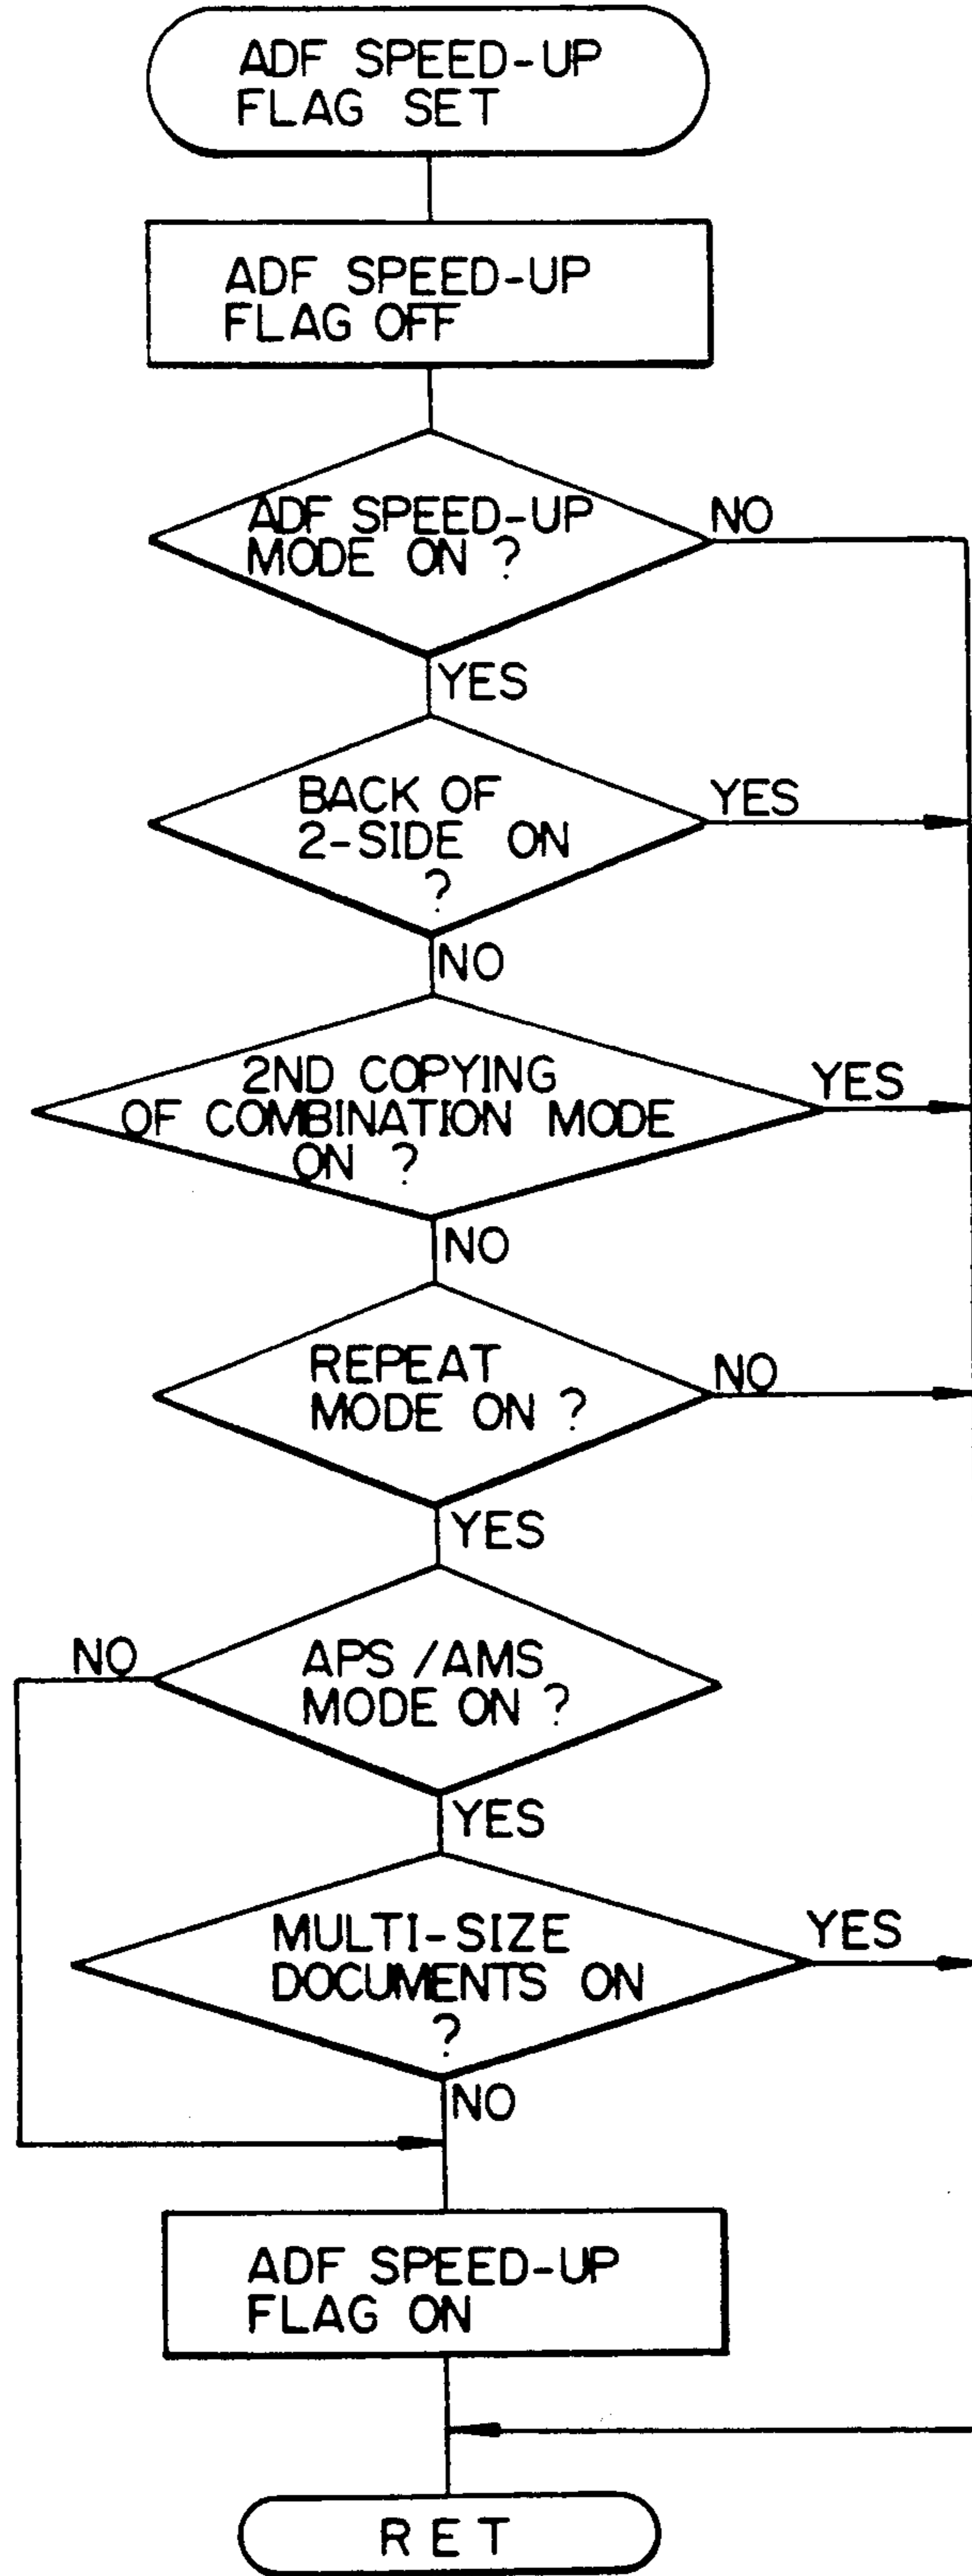 ADF SPEED-UP
FLAG SET
ADF SPEED-UP
FLAG OFF
ADF SPEED-UP
MODE ON ?
NO
YES
BACK OF
2-SIDE ON
?
YES
NO
2ND COPYING
OF COMBINATION MODE
ON ?
YES
NO
REPEAT
MODE ON ?
NO
YES
APS /AMS
MODE ON ?
NO
YES
MULTI-SIZE
DOCUMENTS ON
?
YES
NO
ADF SPEED-UP
FLAG ON
RET